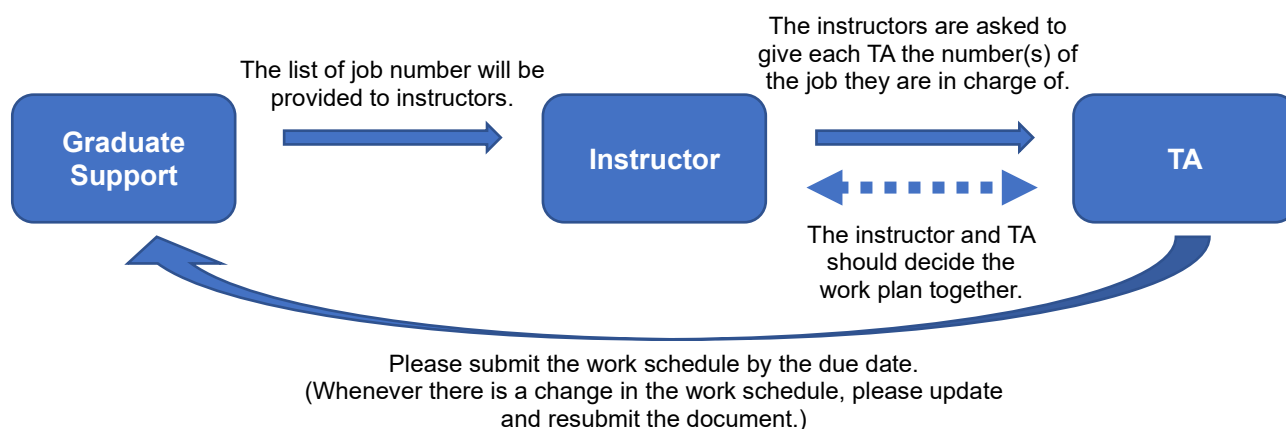 The list of job number will be
provided to instructors.
The instructors are asked to
give each TA the number(s) of
the job they are in charge of.
Graduate
Support
Instructor
TA
The instructor and TA
should decide the
work plan together.
Please submit the work schedule by the due date.
(Whenever there is a change in the work schedule, please update
and resubmit the document.)